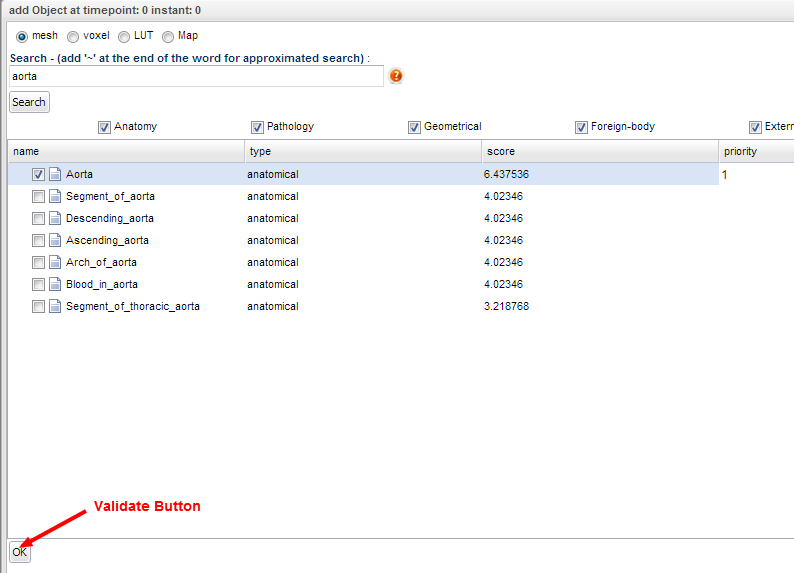 add Object at timepoint: 0 instant: 0
mesh voxel LUT Map
Search - (add '~' at the end of the word for approximated search) :
aorta ?
Search
Anatomy Pathology Geometrical Foreign-body Extern
name type score priority
Aorta anatomical 6.437536 1
Segment_of_aorta anatomical 4.02346
Descending_aorta anatomical 4.02346
Ascending_aorta anatomical 4.02346
Arch_of_aorta anatomical 4.02346
Blood_in_aorta anatomical 4.02346
Segment_of_thoracic_aorta anatomical 3.218768
Validate Button
OK